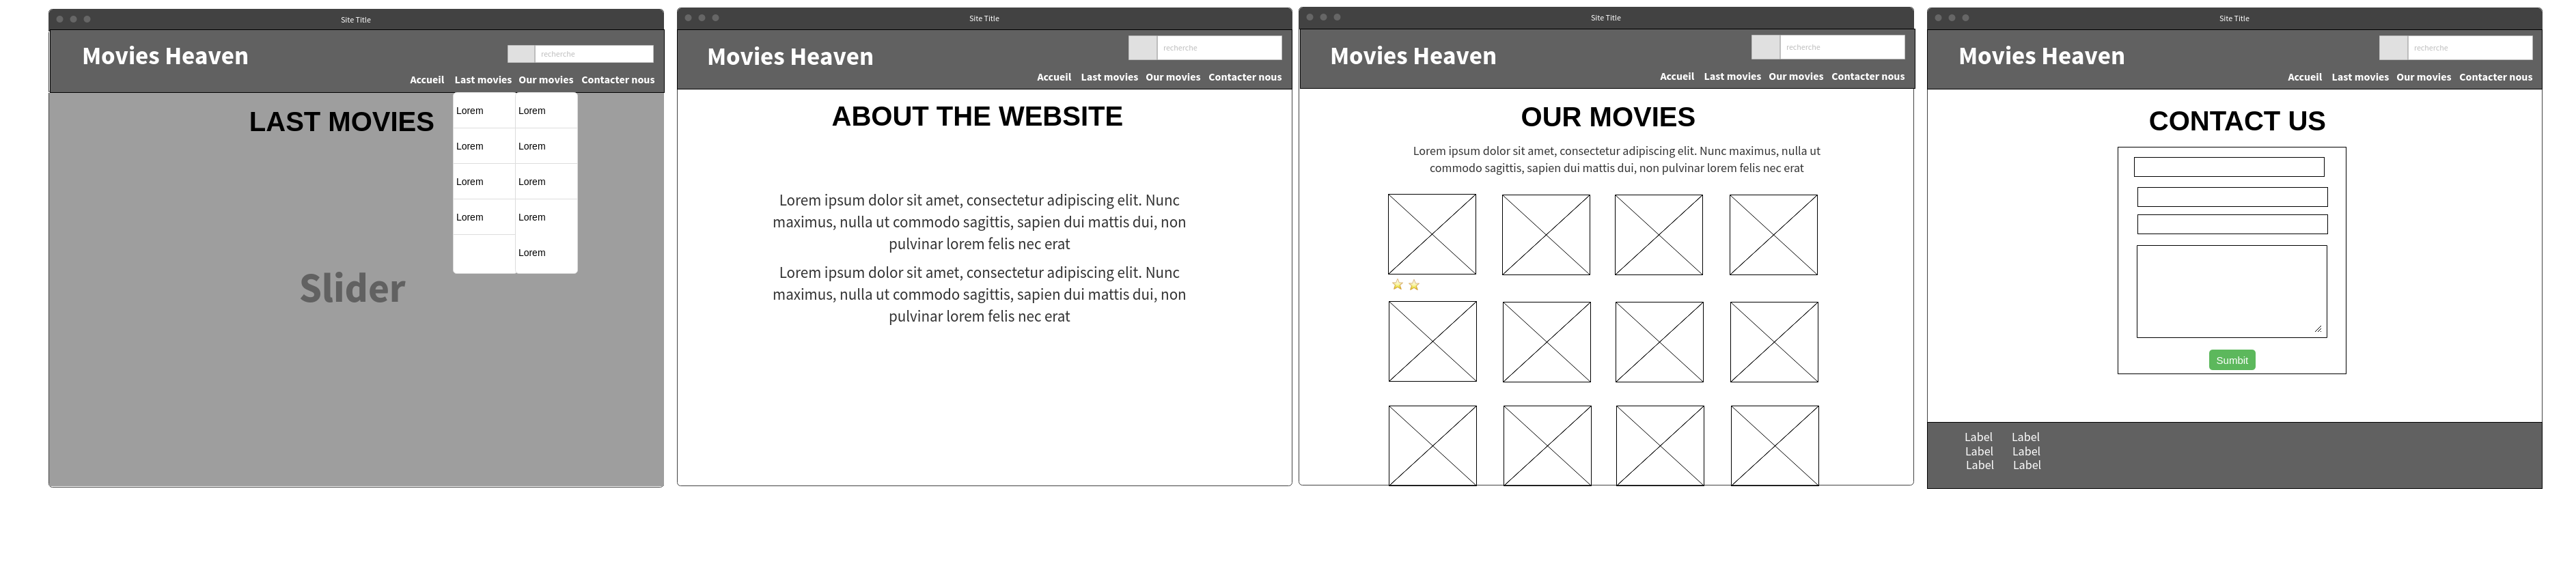 Site Title
Movies Heaven
recherche
Accueil Last movies Our movies Contacter nous
LAST MOVIES
Lorem Lorem
Lorem Lorem
Lorem Lorem
Lorem Lorem
Lorem
Slider
Site Title
Movies Heaven
recherche
Accueil Last movies Our movies Contacter nous
ABOUT THE WEBSITE
Lorem ipsum dolor sit amet, consectetur adipiscing elit. Nunc
maximus, nulla ut commodo sagittis, sapien dui mattis dui, non
pulvinar lorem felis nec erat
Lorem ipsum dolor sit amet, consectetur adipiscing elit. Nunc
maximus, nulla ut commodo sagittis, sapien dui mattis dui, non
pulvinar lorem felis nec erat
Site Title
Movies Heaven
recherche
Accueil Last movies Our movies Contacter nous
OUR MOVIES
Lorem ipsum dolor sit amet, consectetur adipiscing elit. Nunc maximus, nulla ut
commodo sagittis, sapien dui mattis dui, non pulvinar lorem felis nec erat
Site Title
Movies Heaven
recherche
Accueil Last movies Our movies Contacter nous
CONTACT US
Sumbit
Label Label
Label Label
Label Label